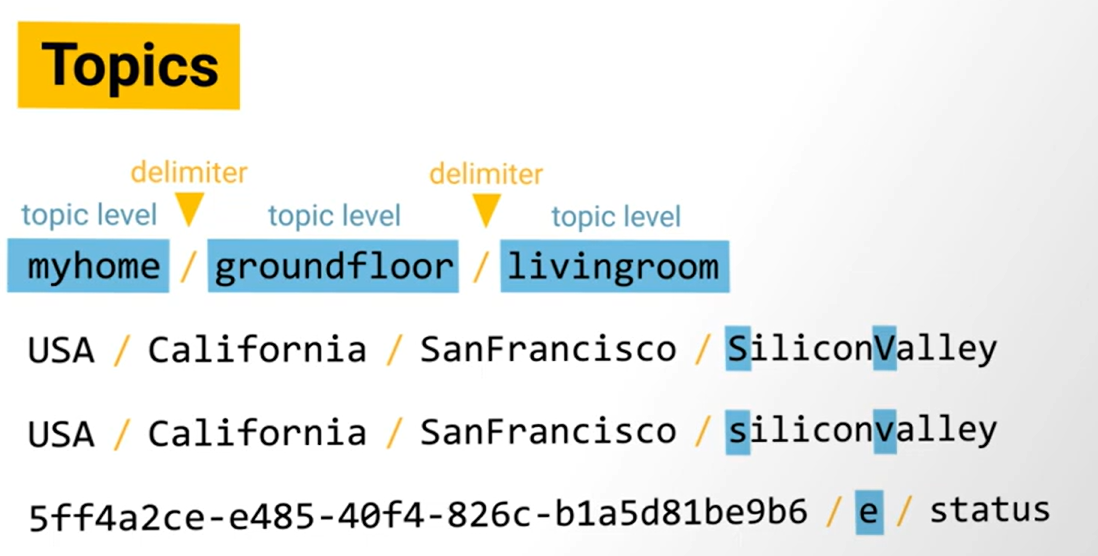 Topics
delimiter delimiter
topic level topic level topic level
myhome / groundfloor / livingroom
USA / California / SanFrancisco / SiliconValley
USA / California / SanFrancisco / siliconvalley
5ff4a2ce-e485-40f4-826c-b1a5d81be9b6 / e / status